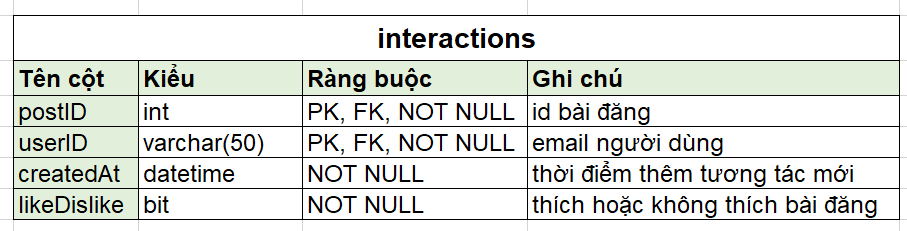 interactions
Tên cột Kiểu Ràng buộc Ghi chú
postID int PK, FK, NOT NULL id bài đăng
userID varchar(50) PK, FK, NOT NULL email người dùng
createdAt datetime NOT NULL thời điểm thêm tương tác mới
likeDislike bit NOT NULL thích hoặc không thích bài đăng